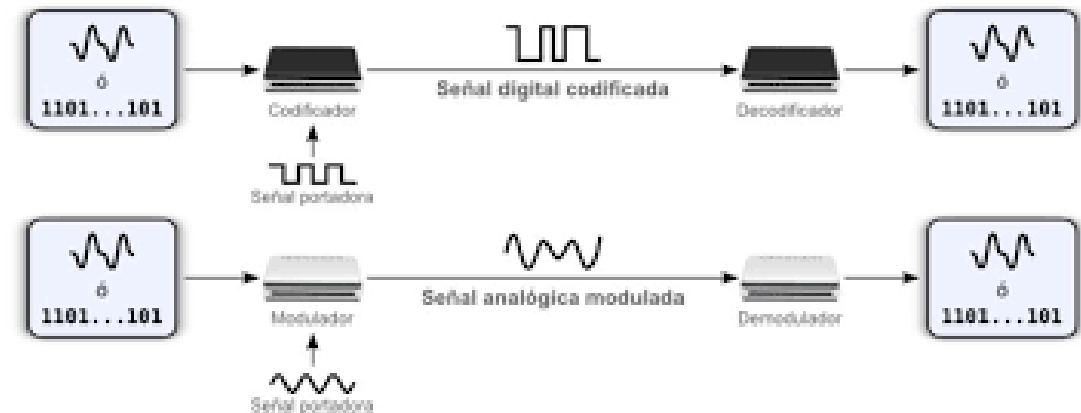 ó
1101...101
Codificador
Señal portadora
Señal digital codificada
Decodificador
ó
1101...101
ó
1101...101
Modulador
Señal portadora
Señal analógica modulada
Demodulador
ó
1101...101